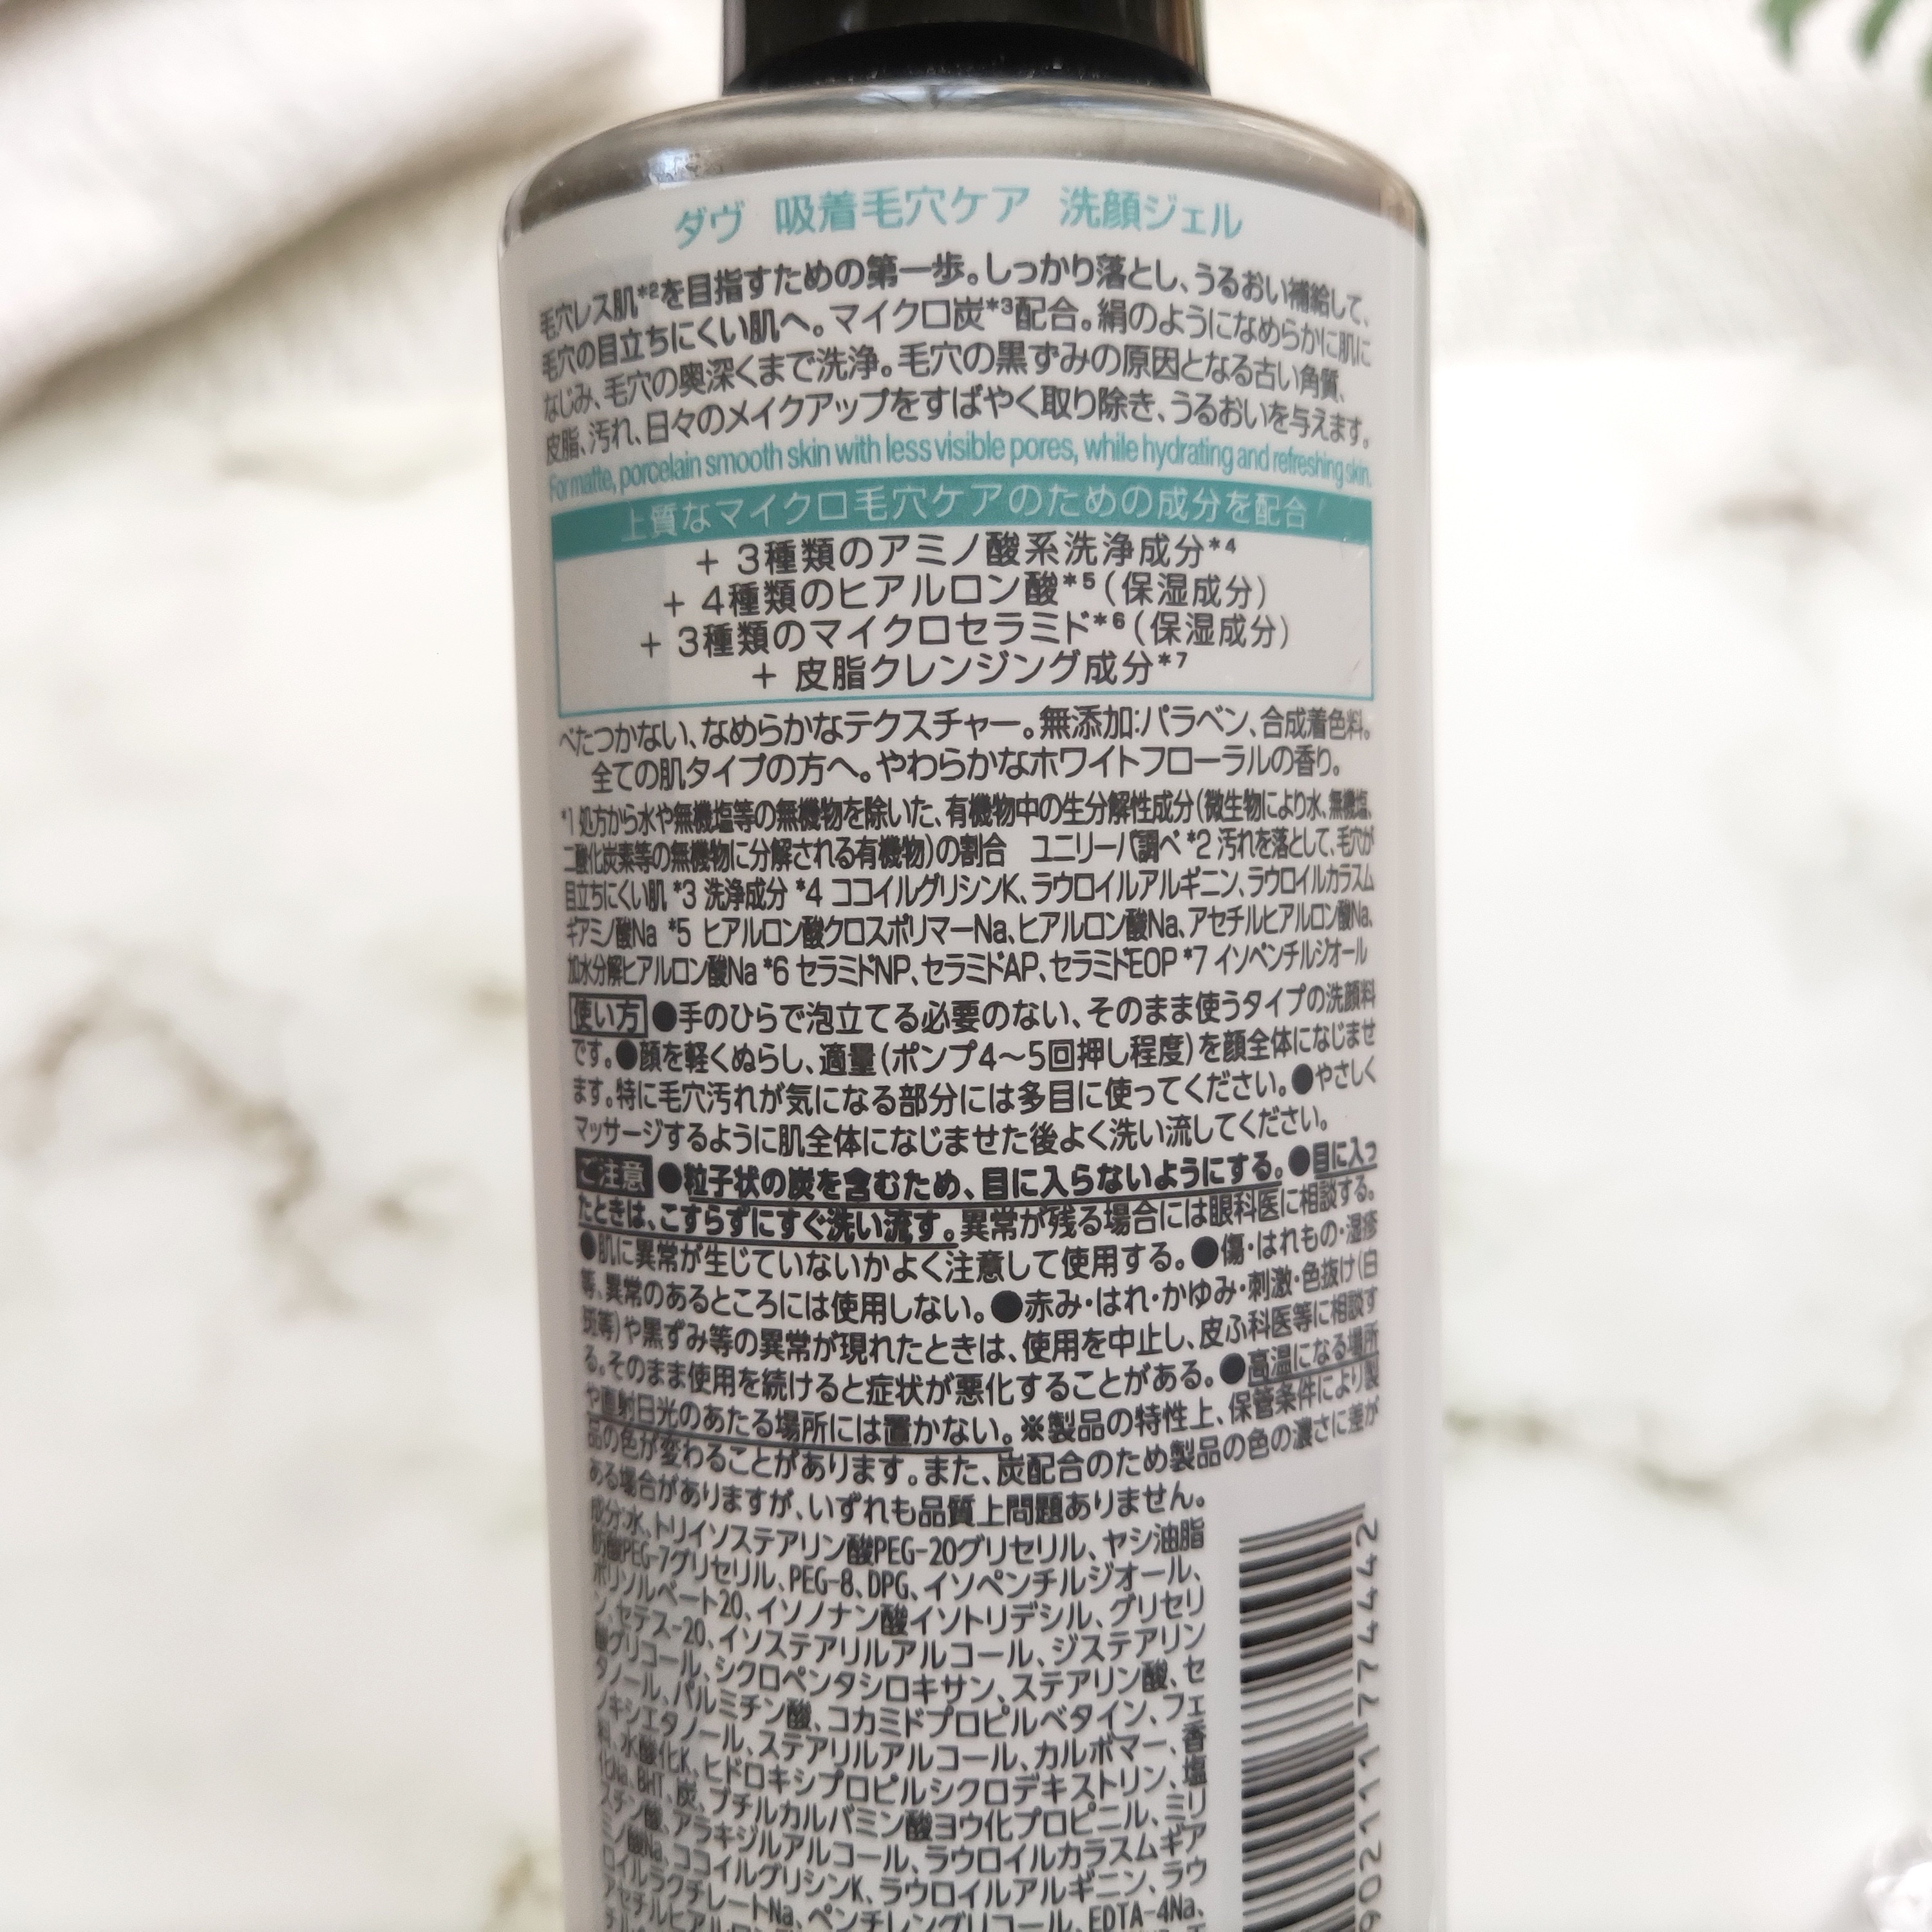 ダヴ 吸着毛穴ケア 洗顔ジェル
毛穴レス肌*2を目指すための第一歩。しっかり落とし、うるおい補給して、
毛穴の目立ちにくい肌へ。マイクロ炭*3配合。絹のようになめらかに肌に
なじみ、毛穴の奥深くまで洗浄。毛穴の黒ずみの原因となる古い角質、
皮脂、汚れ、日々のメイクアップをすばやく取り除き、うるおいを与えます。
For matte, porcelain smooth skin with less visible pores, while hydrating and refreshing skin.
上質なマイクロ毛穴ケアのための成分を配合
+ 3種類のアミノ酸系洗浄成分*4
+ 4種類のヒアルロン酸*5(保湿成分)
+ 3種類のマイクロセラミド*6(保湿成分)
+ 皮脂クレンジング成分*7
べたつかない、なめらかなテクスチャー。無添加:パラベン、合成着色料。
全ての肌タイプの方へ。やわらかなホワイトフローラルの香り。
*1 処方から水や無機塩等の無機物を除いた、有機物中の生分解性成分(微生物により水、無機塩、
二酸化炭素等の無機物に分解される有機物)の割合 ユニリーバ調べ *2 汚れを落として、毛穴が
目立ちにくい肌 *3 洗浄成分 *4 ココイルグリシンK、ラウロイルアルギニン、ラウロイルカラスム
ギアミノ酸Na *5 ヒアルロン酸クロスポリマーNa、ヒアルロン酸Na、アセチルヒアルロン酸Na、
加水分解ヒアルロン酸Na *6 セラミドNP、セラミドAP、セラミドEOP *7 イソペンチルジオール
使い方 ●手のひらで泡立てる必要のない、そのまま使うタイプの洗顔料
です。●顔を軽くぬらし、適量(ポンプ4〜5回押し程度)を顔全体になじませ
ます。特に毛穴汚れが気になる部分には多目に使ってください。●やさしく
マッサージするように肌全体になじませた後よく洗い流してください。
ご注意 ●粒子状の炭を含むため、目に入らないようにする。●目に入っ
たときは、こすらずにすぐ洗い流す。異常が残る場合には眼科医に相談する。
●肌に異常が生じていないかよく注意して使用する。●傷・はれもの・湿疹
等、異常のあるところには使用しない。●赤み・はれ・かゆみ・刺激・色抜け(白
斑等)や黒ずみ等の異常が現れたときは、使用を中止し、皮ふ科医等に相談す
る。そのまま使用を続けると症状が悪化することがある。●高温になる場所
や直射日光のあたる場所には置かない。※製品の特性上、保管条件により製
品の色が変わることがあります。また、炭配合のため製品の色の濃さに差が
ある場合がありますが、いずれも品質上問題ありません。
成分:水、トリイソステアリン酸PEG-20グリセリル、ヤシ油脂
肪酸PEG-7グリセリル、PEG-8、DPG、イソペンチルジオール、
ポリソルベート20、イソノナン酸イソトリデシル、グリセリ
ン、セテス-20、イソステアリルアルコール、ジステアリン
酸グリコール、シクロペンタシロキサン、ステアリン酸、セ
タノール、パルミチン酸、コカミドプロピルベタイン、フェ
ノキシエタノール、ステアリルアルコール、カルボマー、香
料、水酸化K、ヒドロキシプロピルシクロデキストリン、塩
化Na、BHT、炭、ブチルカルバミン酸ヨウ化プロピニル、ミリ
スチン酸、アラキジルアルコール、ラウロイルカラスムギア
ミノ酸Na、ココイルグリシンK、ラウロイルアルギニン、ラウ
ロイルラクチレートNa、ペンチレングリコール、EDTA-4Na、